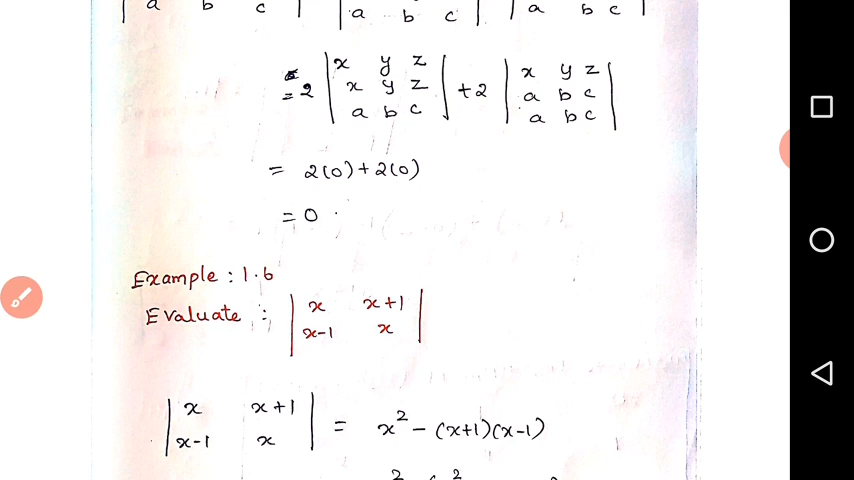 | a b c | | a b c | | a b c |
= 2 | x y z | + 2 | x y z |
| x y z | | a b c |
| a b c | | a b c |
= 2(0) + 2(0)
= 0
Example : 1.6
Evaluate : | x x+1 |
| x-1 x |
| x x+1 |
| x-1 x | = x² - (x+1)(x-1)